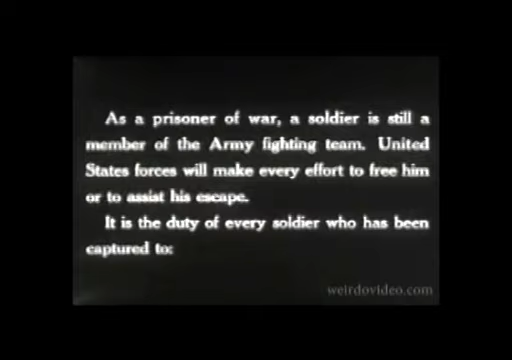 As a prisoner of war, a soldier is still a
member of the Army fighting team. United
States forces will make every effort to free him
or to assist his escape.
It is the duty of every soldier who has been
captured to:
weirdovideo.com